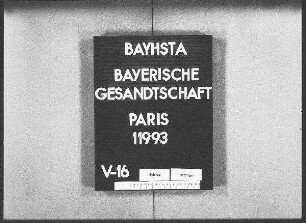 BAYHSTA
BAYERISCHE
GESANDTSCHAFT
PARIS
11993
V-16